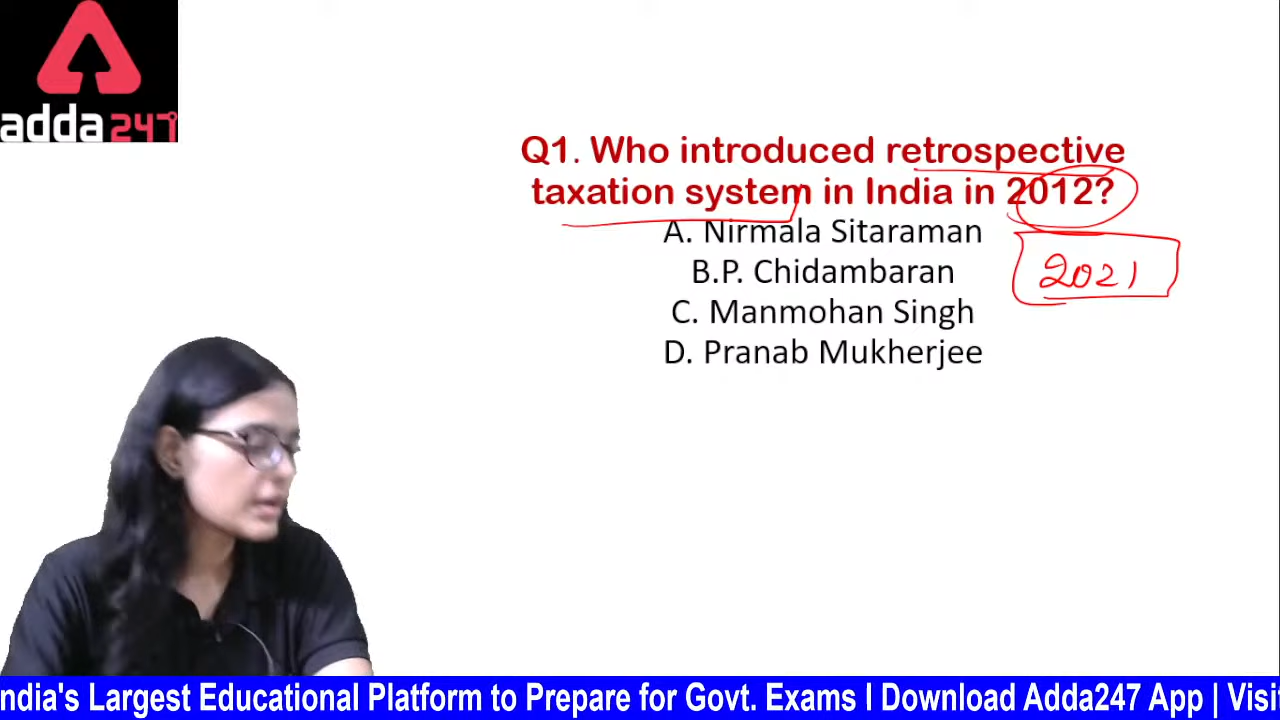 adda247
Q1. Who introduced retrospective
taxation system in India in 2012?
A. Nirmala Sitaraman
B.P. Chidambaran
2021
C. Manmohan Singh
D. Pranab Mukherjee
ndia's Largest Educational Platform to Prepare for Govt. Exams I Download Adda247 App | Visi